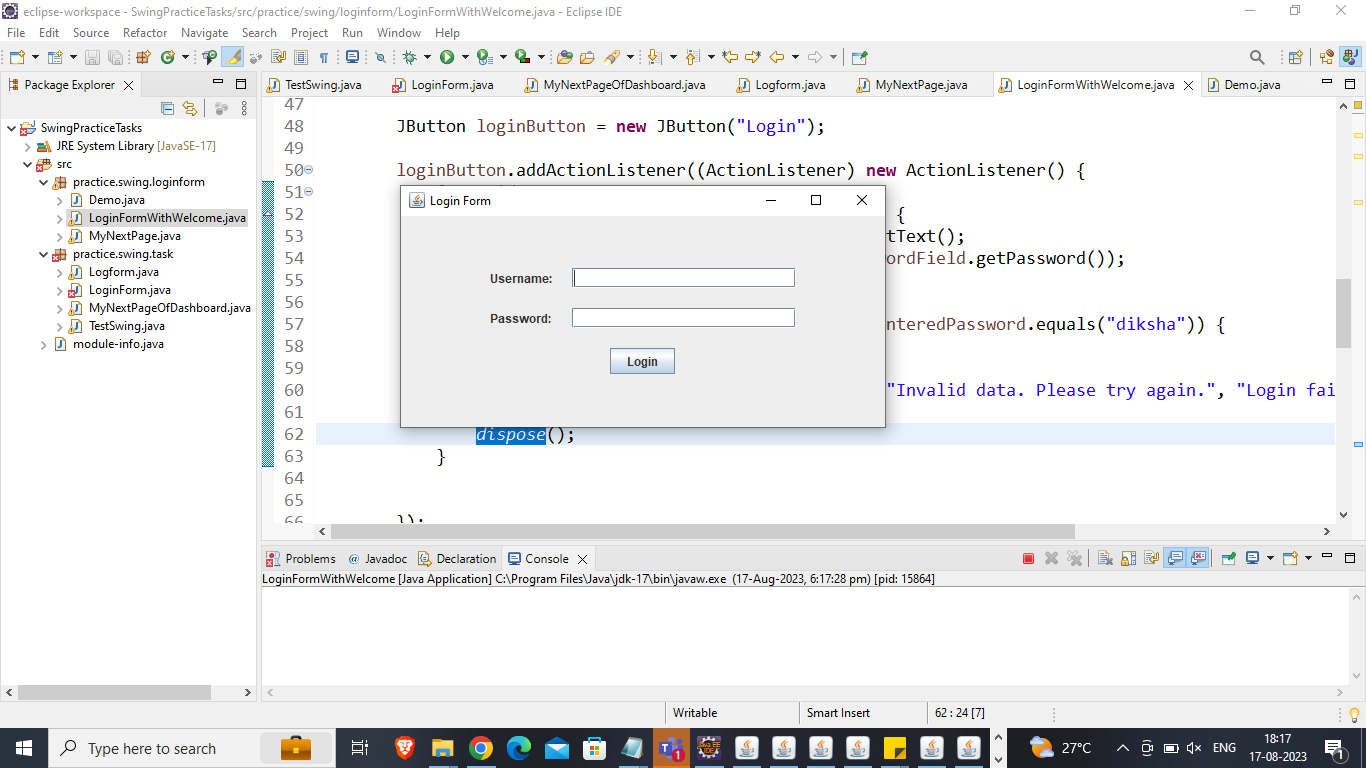 eclipse-workspace - SwingPracticeTasks/src/practice/swing/loginform/LoginFormWithWelcome.java - Eclipse IDE
File Edit Source Refactor Navigate Search Project Run Window Help
Package Explorer
SwingPracticeTasks
JRE System Library [JavaSE-17]
src
practice.swing.loginform
Demo.java
LoginFormWithWelcome.java
MyNextPage.java
practice.swing.task
Logform.java
LoginForm.java
MyNextPageOfDashboard.java
TestSwing.java
module-info.java
TestSwing.java LoginForm.java MyNextPageOfDashboard.java Logform.java MyNextPage.java LoginFormWithWelcome.java Demo.java
47
48 JButton loginButton = new JButton("Login");
49
50 loginButton.addActionListener((ActionListener) new ActionListener() {
51
52 {
53 tText();
54 ordField.getPassword());
55
56
57 nteredPassword.equals("diksha")) {
58
59
60 "Invalid data. Please try again.", "Login fai
61
62 dispose();
63 }
64
65
66 });
Login Form
Username:
Password:
Login
Problems @ Javadoc Declaration Console
LoginFormWithWelcome [Java Application] C:\Program Files\Java\jdk-17\bin\javaw.exe (17-Aug-2023, 6:17:28 pm) [pid: 15864]
Writable Smart Insert 62 : 24 [7]
Type here to search
27°C
ENG
18:17
17-08-2023
1